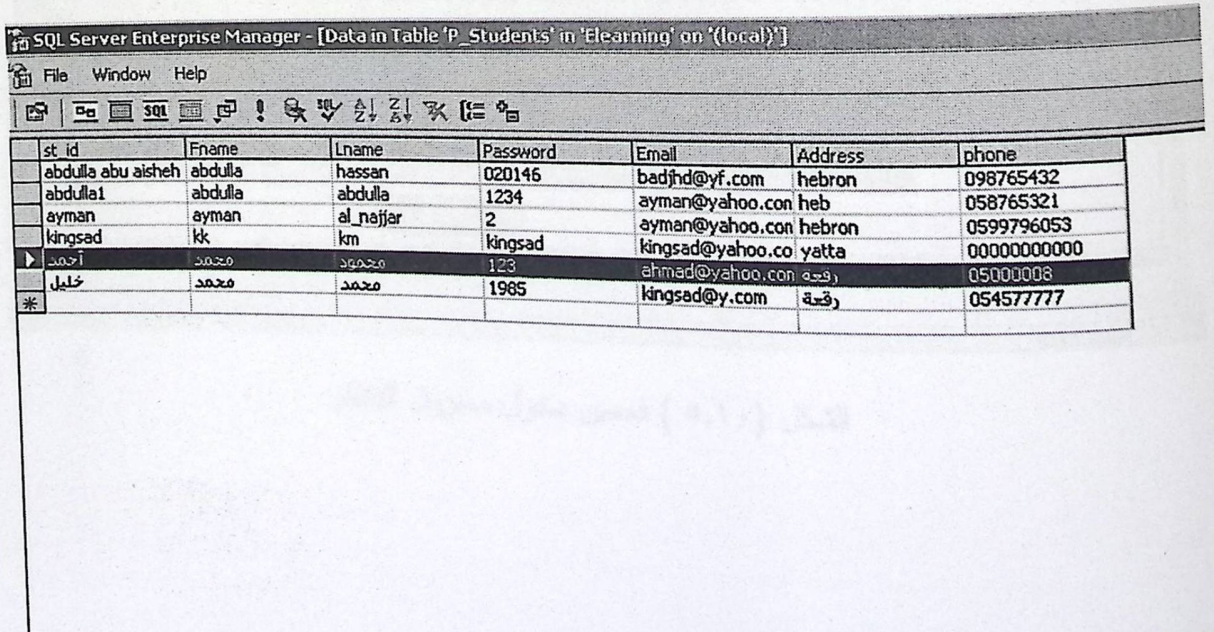 SQL Server Enterprise Manager - [Data in Table 'P_Students' in 'Elearning' on '(local)']
File Window Help
st_id Fname Lname Password Email Address phone
abdulla abu aisheh abdulla hassan 020146 badjhd@yf.com hebron 098765432
abdulla1 abdulla abdulla 1234 ayman@yahoo.con heb 058765321
ayman ayman al_najjar 2 ayman@yahoo.con hebron 0599796053
kingsad kk km kingsad kingsad@yahoo.co yatta 00000000000
أحمد محمد محمود 123 ahmad@yahoo.con رقعة 05000008
خليل محمد محمد 1985 kingsad@y.com رقعة 054577777